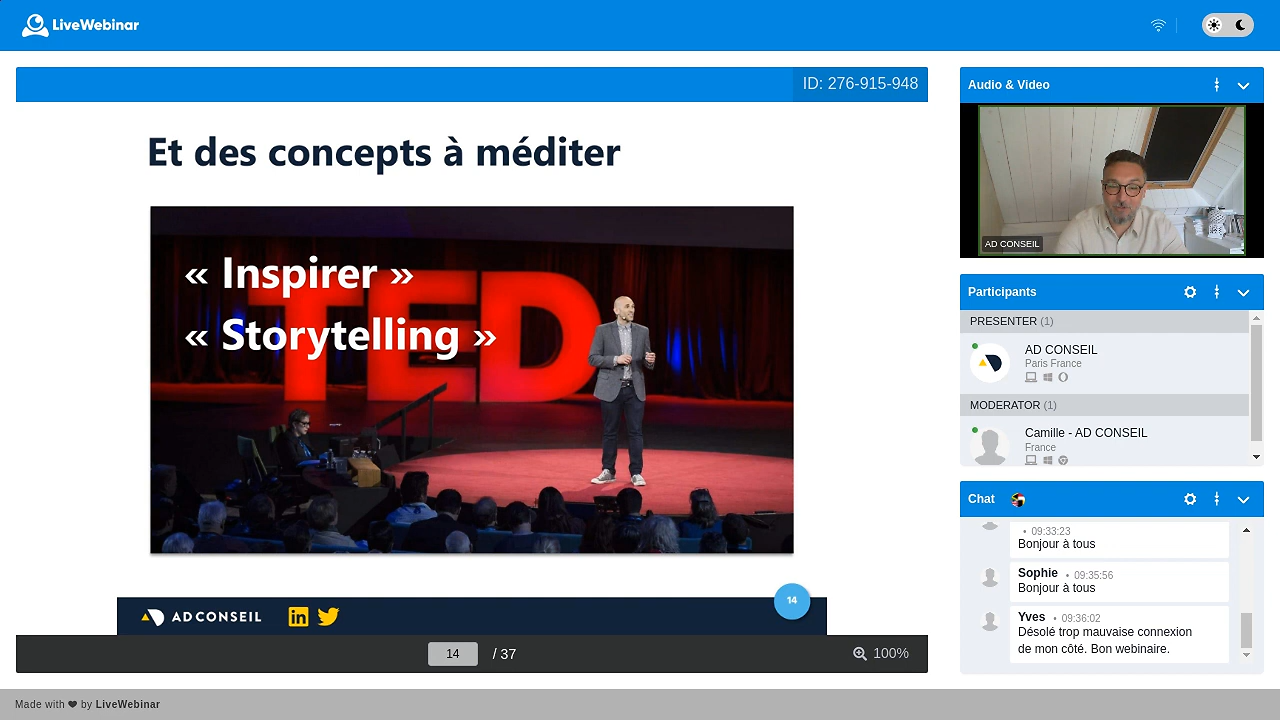 LiveWebinar
ID: 276-915-948
Et des concepts à méditer
TED
« Inspirer »
« Storytelling »
14
AD CONSEIL
14 / 37
100%
Audio & Video
AD CONSEIL
Participants
PRESENTER (1)
AD CONSEIL
Paris France
MODERATOR (1)
Camille - AD CONSEIL
France
Chat
• 09:33:23
Bonjour à tous
Sophie • 09:35:56
Bonjour à tous
Yves • 09:36:02
Désolé trop mauvaise connexion
de mon côté. Bon webinaire.
Made with ❤ by LiveWebinar